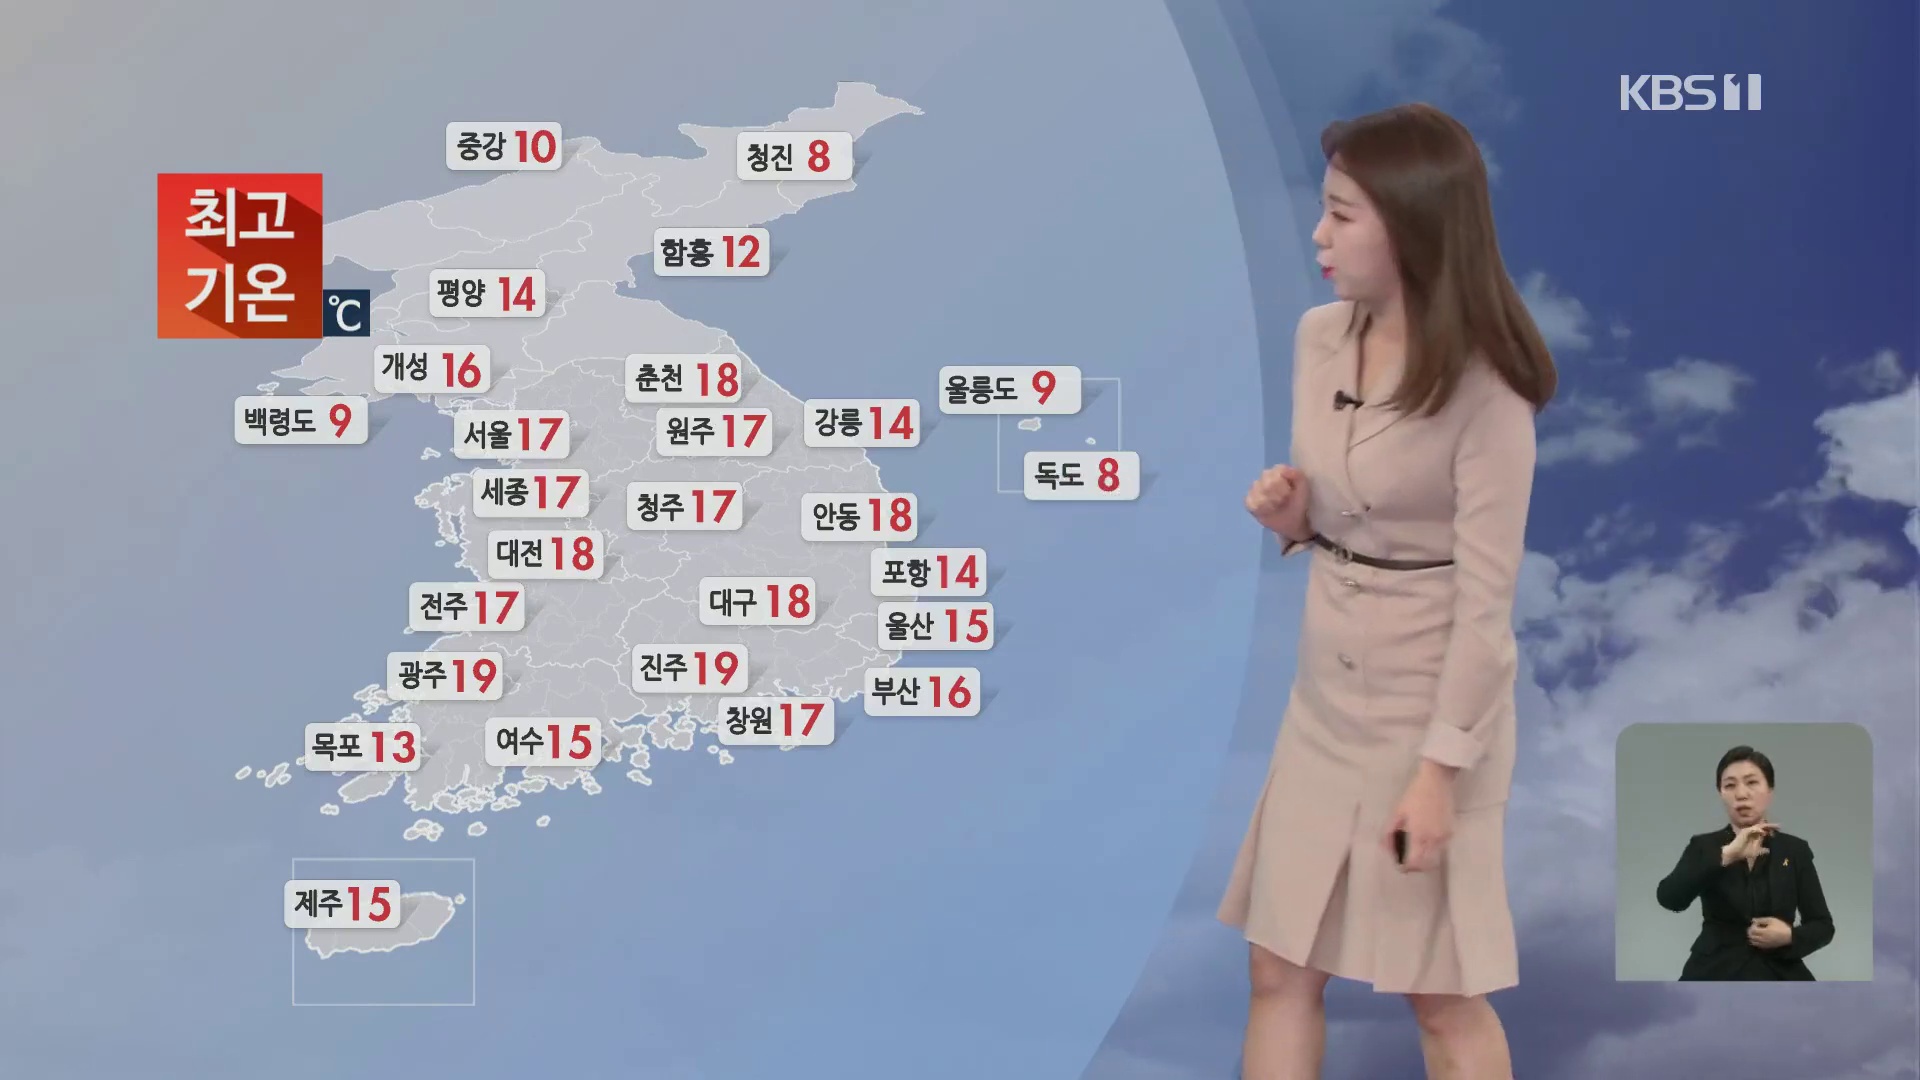 KBS 1
중강 10
청진 8
최고
기온
℃
함흥 12
평양 14
개성 16
춘천 18
울릉도 9
백령도 9
서울 17
원주 17
강릉 14
독도 8
세종 17
청주 17
안동 18
대전 18
포항 14
전주 17
대구 18
울산 15
광주 19
진주 19
부산 16
창원 17
목포 13
여수 15
제주 15